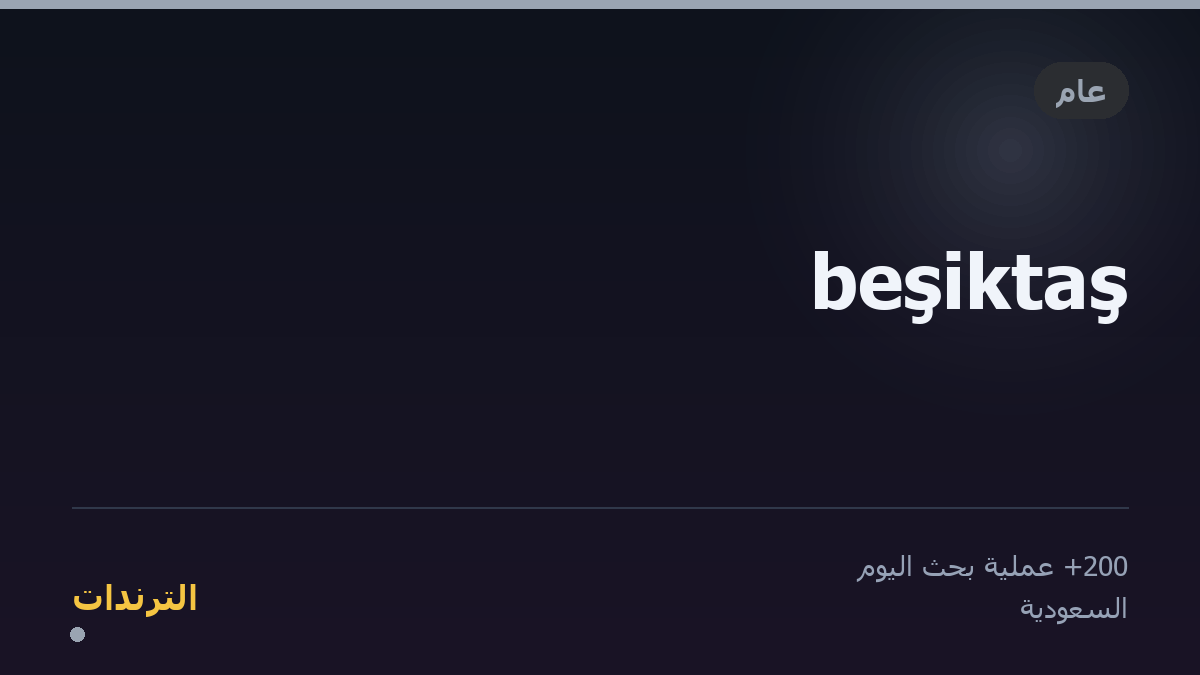 عام
beşiktaş
200+ عملية بحث اليوم
السعودية
الترندات